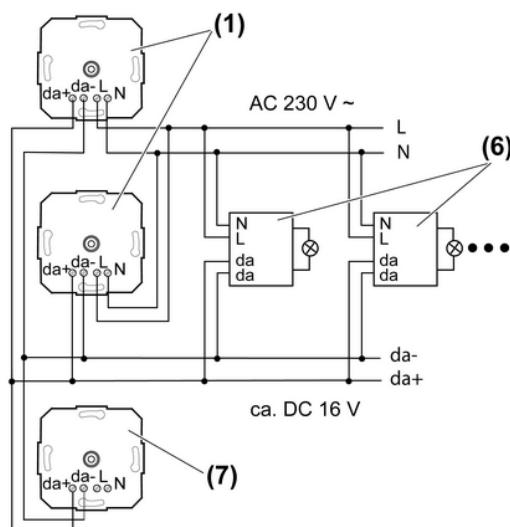 (1)
da+ da- L N
AC 230 V ~
L
N
(6)
da+ da- L N
N
L
da
da
N
L
da
da
da-
da+
ca. DC 16 V
da+ da- L N
(7)